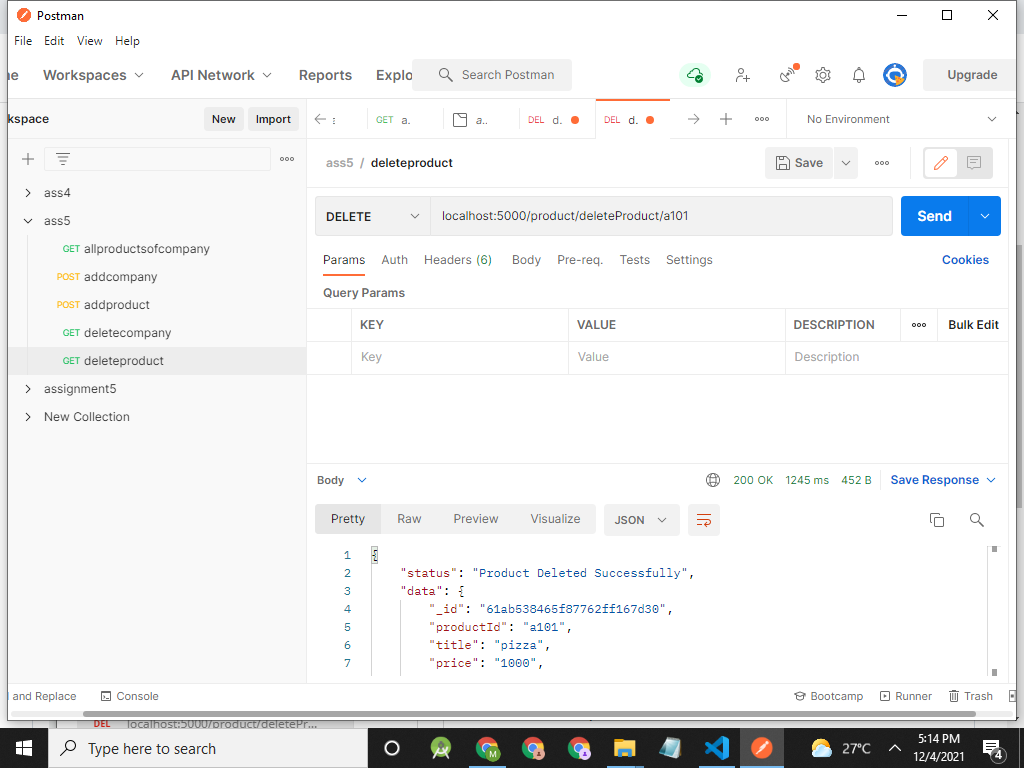 Postman
File Edit View Help
ne Workspaces API Network Reports Explo Search Postman Upgrade
kspace New Import GET a. a.. DEL d. DEL d. No Environment
ass5 / deleteproduct Save
ass4
ass5
GET allproductsofcompany
POST addcompany
POST addproduct
GET deletecompany
GET deleteproduct
assignment5
New Collection
DELETE localhost:5000/product/deleteProduct/a101 Send
Params Auth Headers (6) Body Pre-req. Tests Settings Cookies
Query Params
KEY VALUE DESCRIPTION Bulk Edit
Key Value Description
Body 200 OK 1245 ms 452 B Save Response
Pretty Raw Preview Visualize JSON
1 {
2 "status": "Product Deleted Successfully",
3 "data": {
4 "_id": "61ab538465f87762ff167d30",
5 "productId": "a101",
6 "title": "pizza",
7 "price": "1000",
and Replace Console Bootcamp Runner Trash
DEL localhost:5000/product/deletePr...
Type here to search M 27°C 5:14 PM
12/4/2021 4